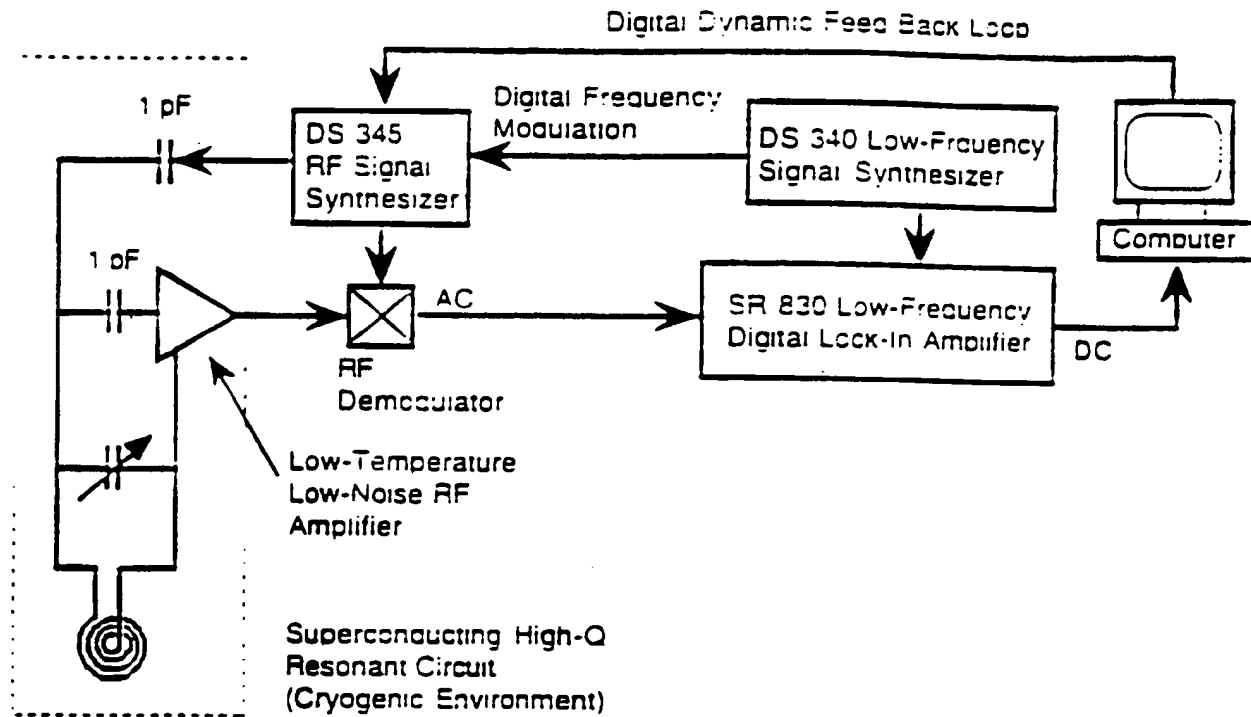 Digital Dynamic Feed Back Loop
1 pF
DS 345
RF Signal
Synthesizer
Digital Frequency
Modulation
DS 340 Low-Frquency
Signal Synthesizer
Computer
1 pF
AC
SR 830 Low-Frequency
Digital Lock-In Amplifier
DC
RF
Demodulator
Low-Temperature
Low-Noise RF
Amplifier
Superconducting High-Q
Resonant Circuit
(Cryogenic Environment)